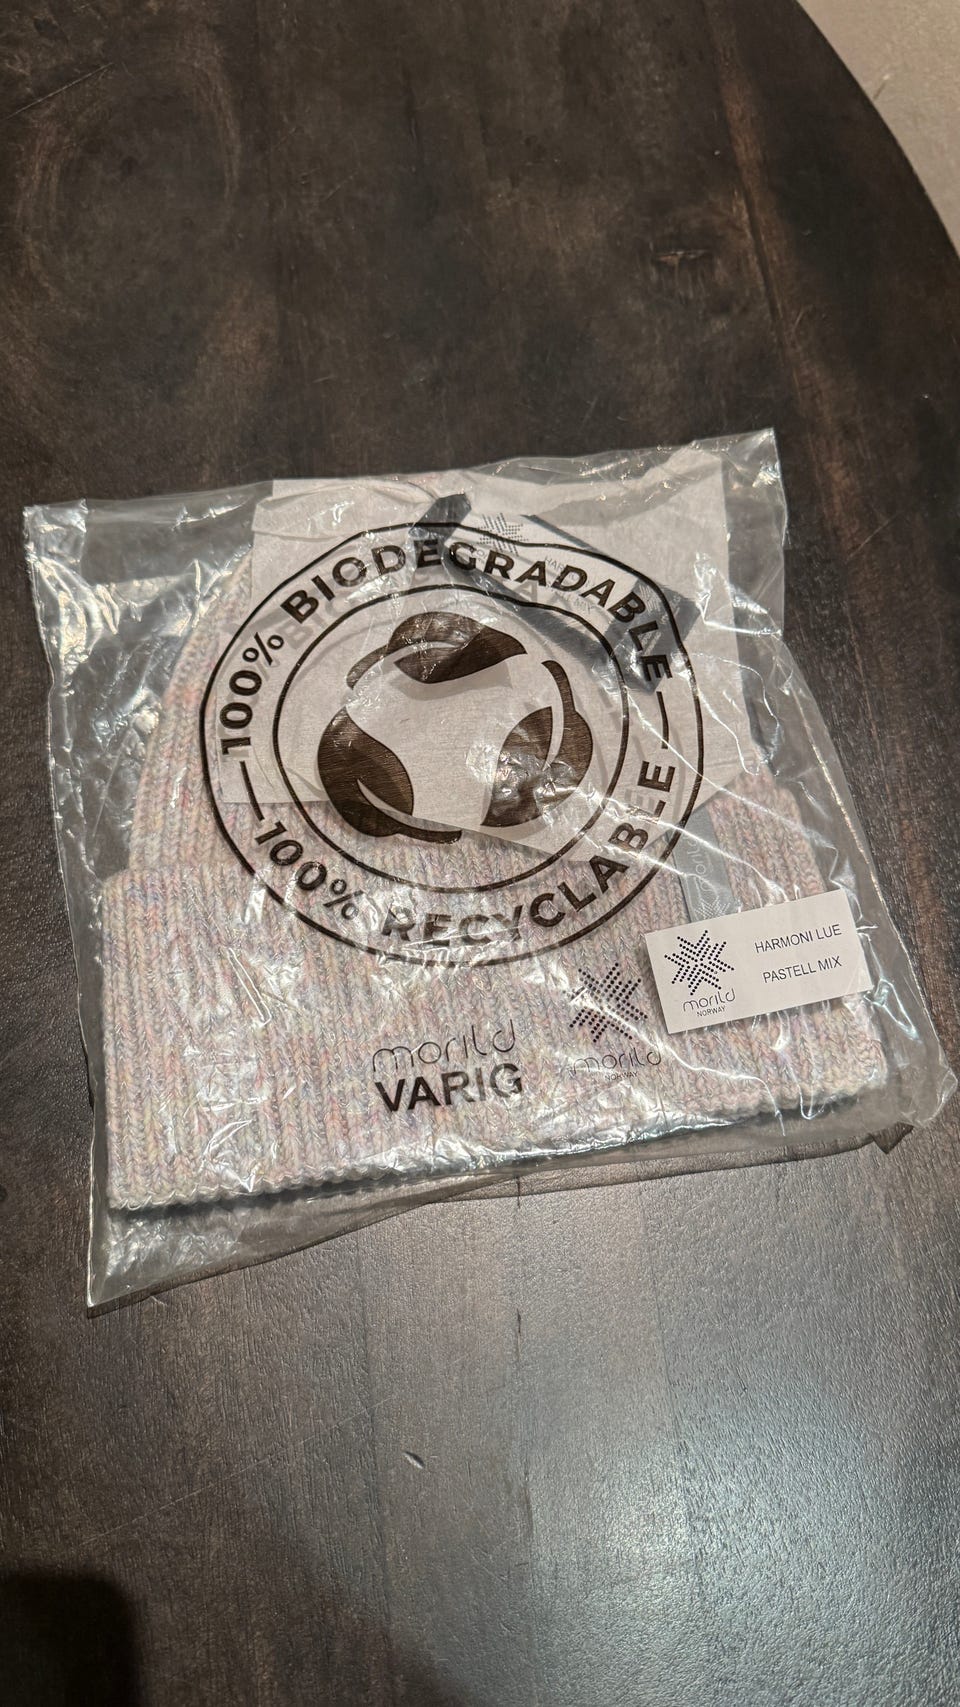 100% BIODEGRADABLE
100% RECYCLABLE
morild
VARIG
morild
NORWAY
morild
NORWAY
HARMONI LUE
PASTELL MIX